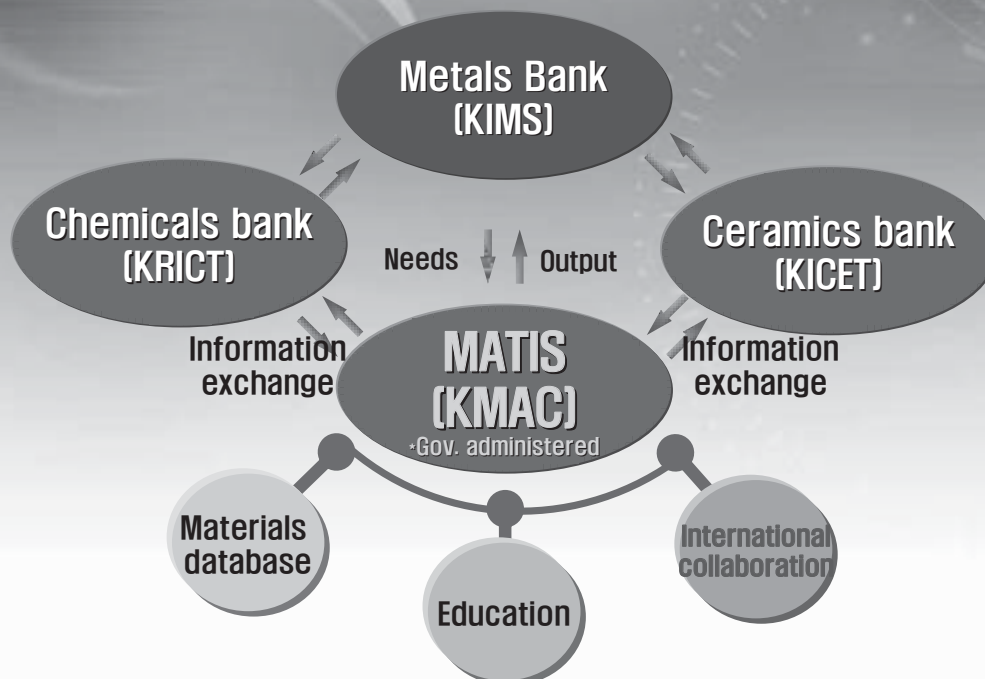 Metals Bank
(KIMS)
Chemicals bank
(KRICT)
Ceramics bank
(KICET)
Needs
Output
Information
exchange
MATIS
(KMAC)
*Gov. administered
Information
exchange
Materials
database
Education
International
collaboration